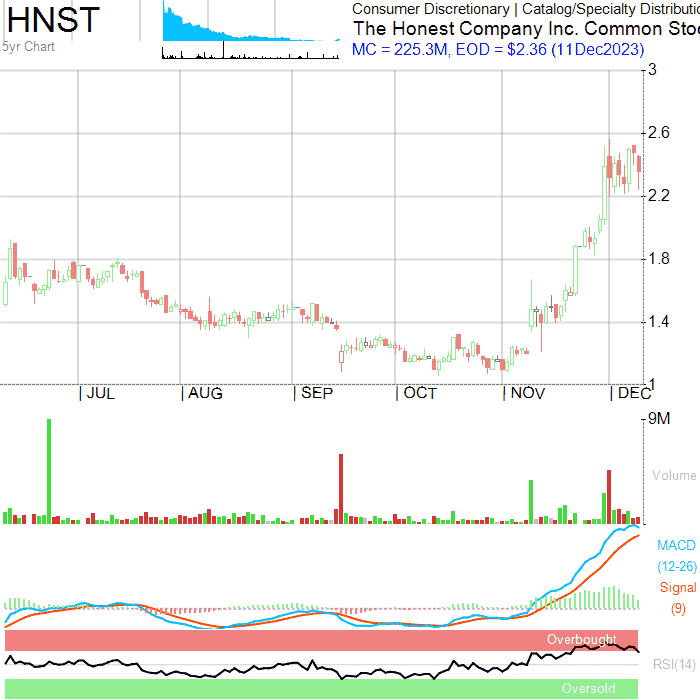 HNST
5yr Chart
Consumer Discretionary | Catalog/Specialty Distributio
The Honest Company Inc. Common Stoc
MC = 225.3M, EOD = $2.36 (11Dec2023)
3
2.6
2.2
1.8
1.4
1
| JUL | AUG | SEP | OCT | NOV | DEC
9M
Volume
MACD
(12-26)
Signal
(9)
Overbought
RSI(14)
Oversold